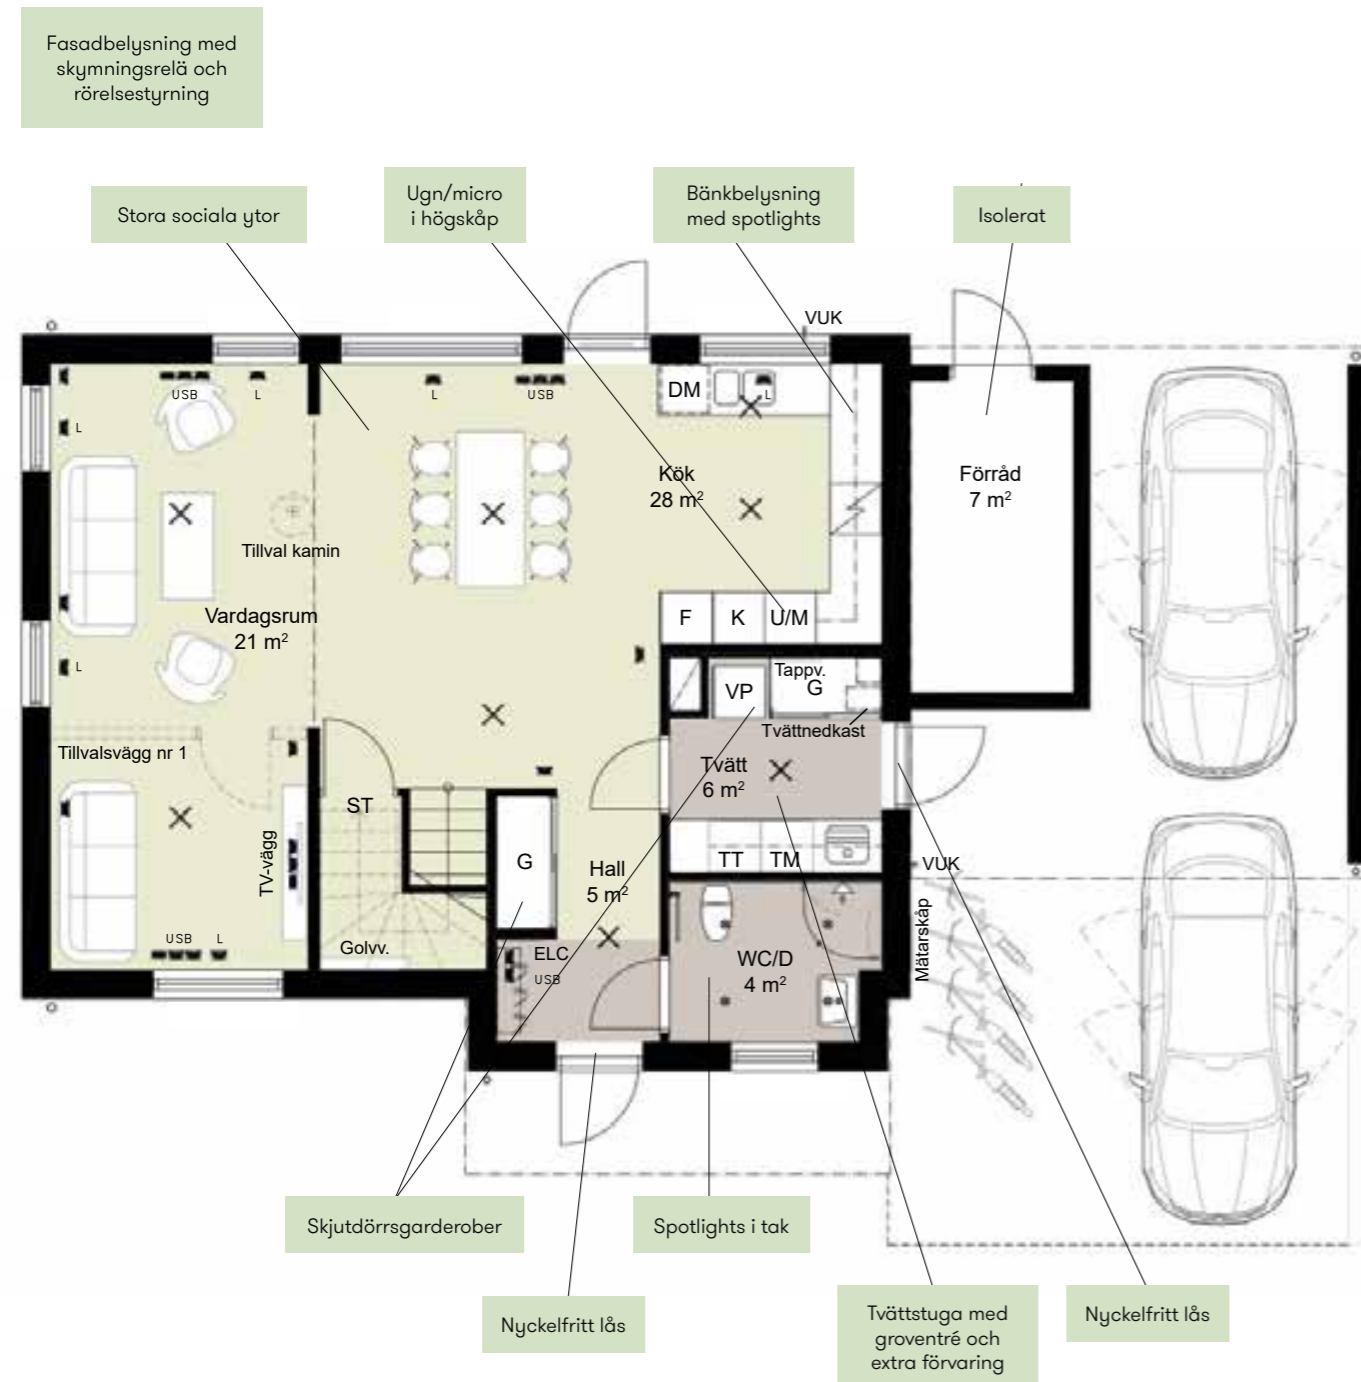 Fasadbelysning med
skymningsrelä och
rörelsestyrning
Stora sociala ytor
Ugn/micro
i högskåp
Bänkbelysning
med spotlights
Isolerat
VUK
USB
L
L
USB
DM
L
L
Kök
28 m²
Förråd
7 m²
Tillval kamin
Vardagsrum
21 m²
F
K
U/M
L
Tappv.
G
VP
Tvättnedkast
Tillvalsvägg nr 1
Tvätt
6 m²
ST
TV-vägg
G
Hall
5 m²
TT
TM
VUK
Mätarskåp
USB
L
Golvv.
ELC
USB
WC/D
4 m²
Skjutdörrsgarderober
Spotlights i tak
Nyckelfritt lås
Tvättstuga med
groventré och
extra förvaring
Nyckelfritt lås